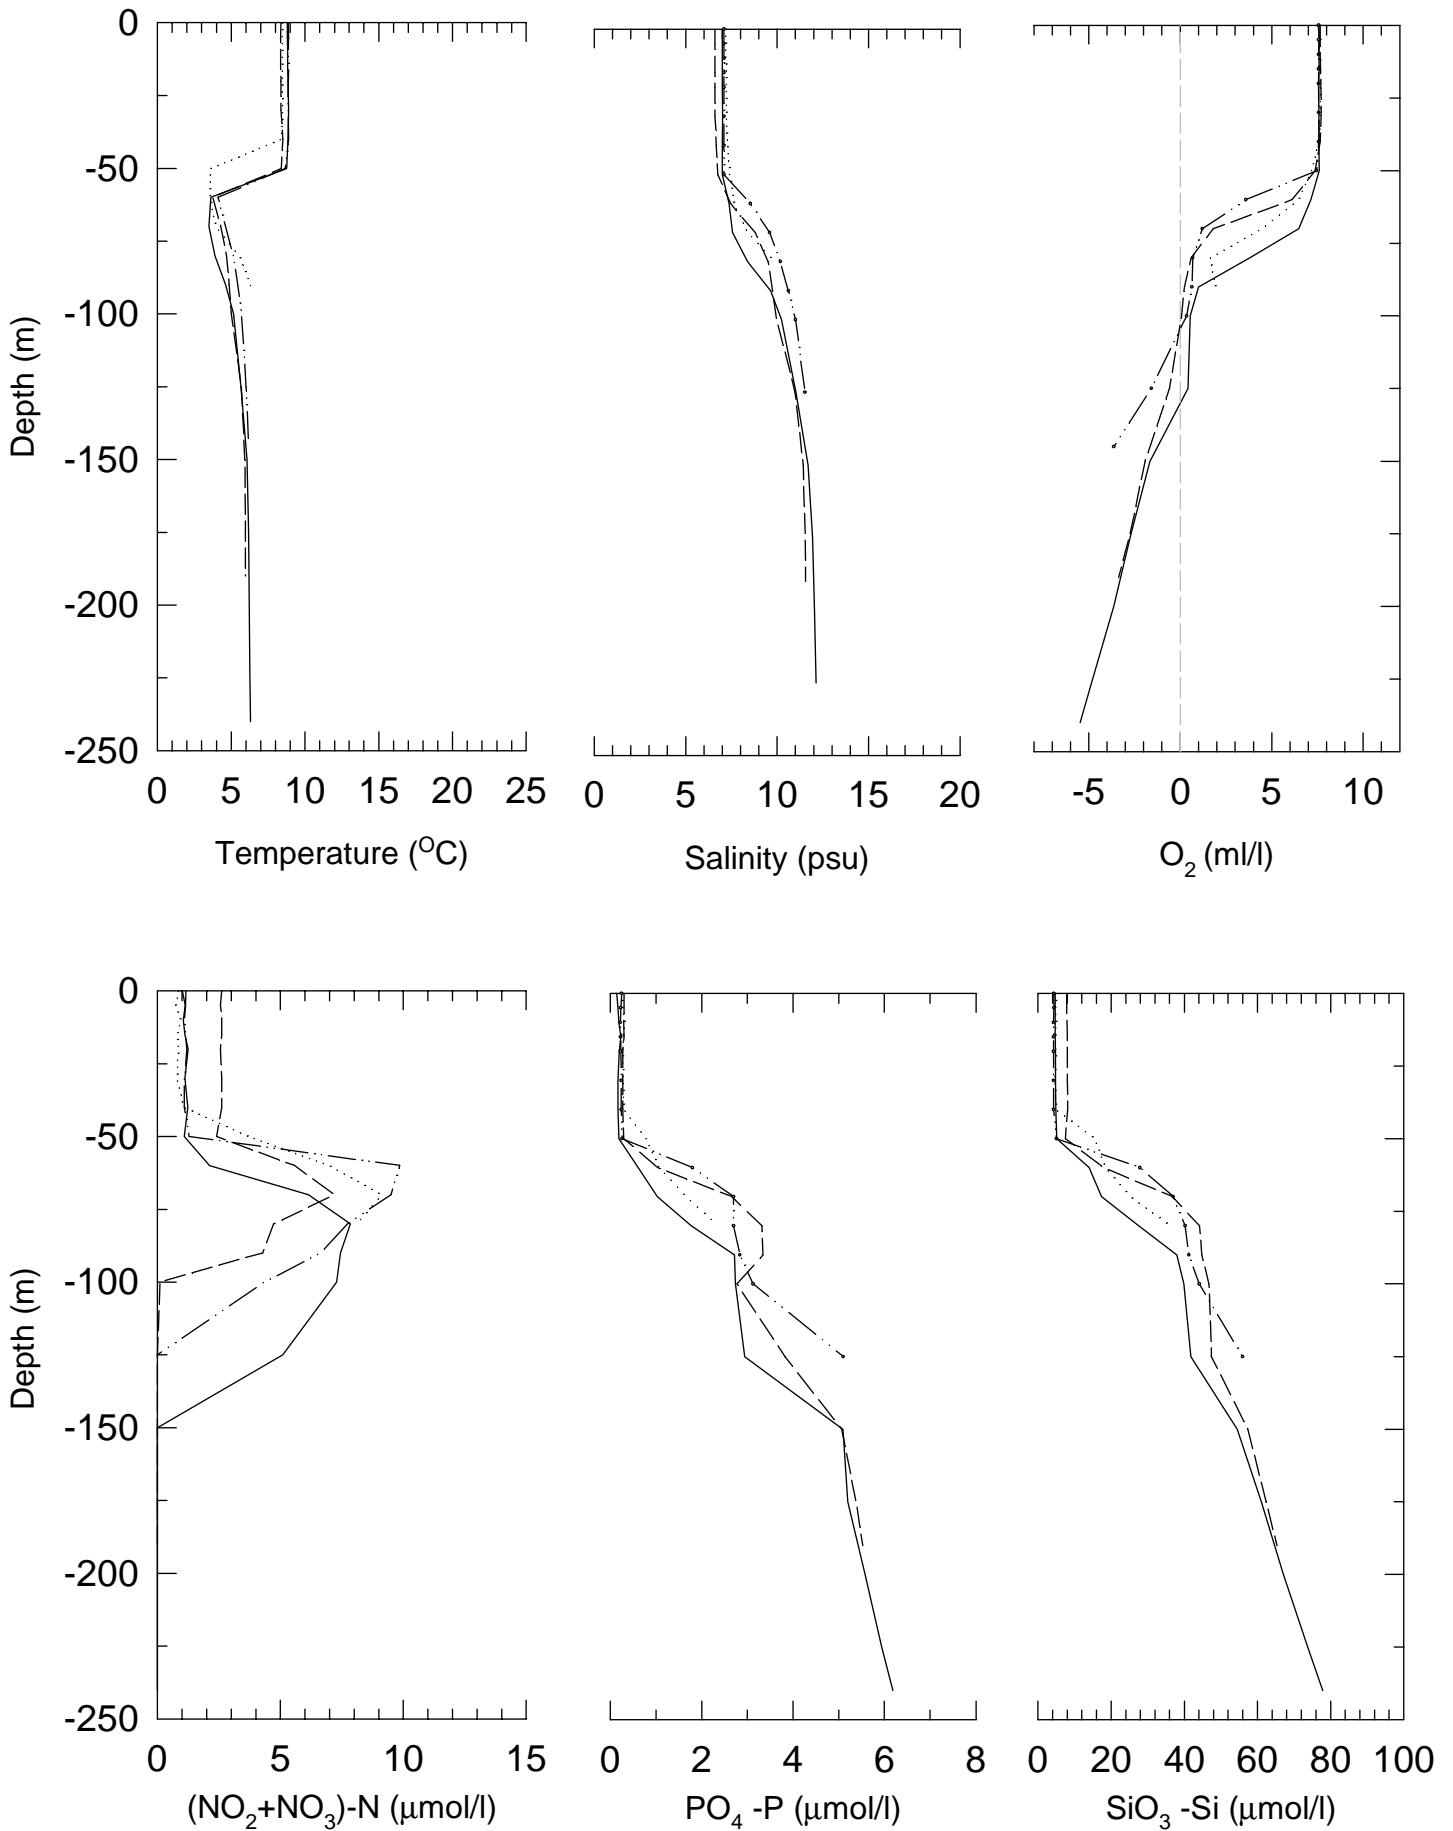 0
-50
-100
-150
-200
-250
Depth (m)
0 5 10 15 20 25
Temperature (ᴼC)
0 5 10 15 20
Salinity (psu)
-5 0 5 10
O₂ (ml/l)
0
-50
-100
-150
-200
-250
Depth (m)
0 5 10 15
(NO₂+NO₃)-N (μmol/l)
0 2 4 6 8
PO₄ -P (μmol/l)
0 20 40 60 80 100
SiO₃ -Si (μmol/l)